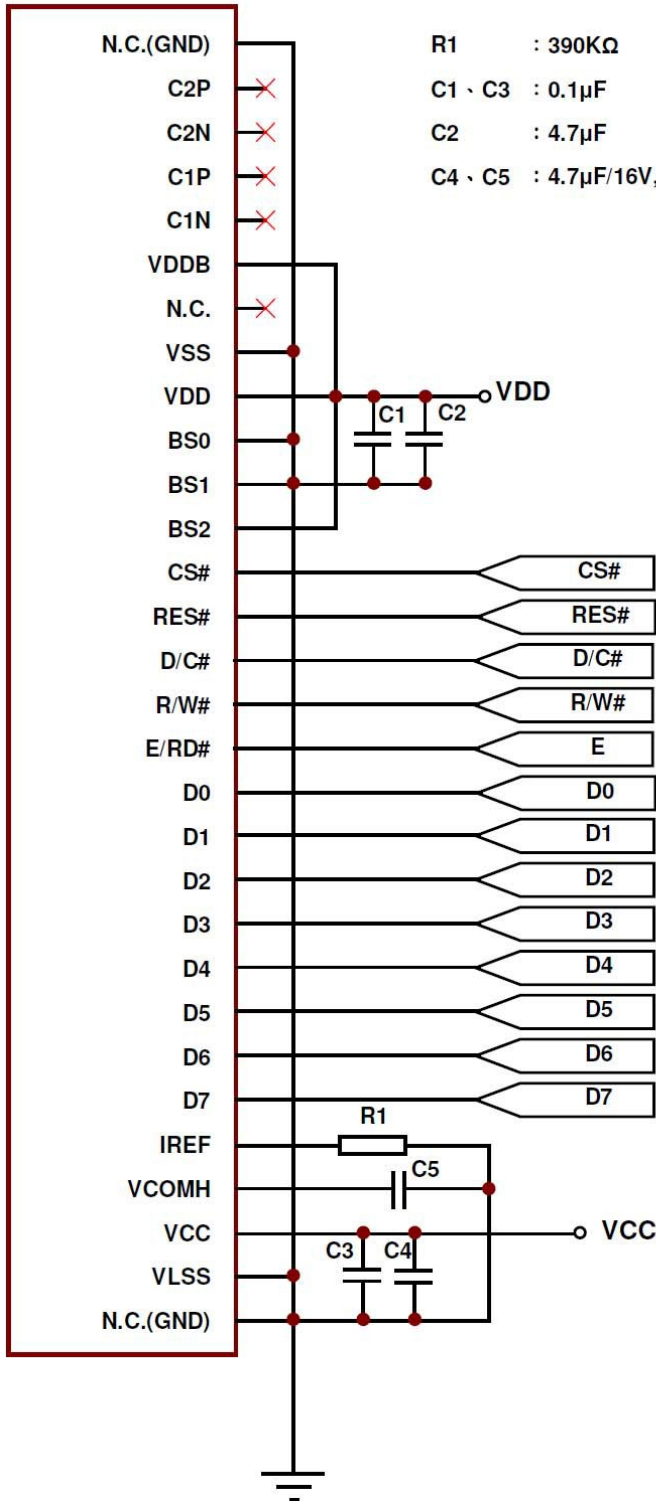 N.C.(GND)
C2P
C2N
C1P
C1N
VDDB
N.C.
VSS
VDD
BS0
BS1
BS2
CS#
RES#
D/C#
R/W#
E/RD#
D0
D1
D2
D3
D4
D5
D6
D7
IREF
VCOMH
VCC
VLSS
N.C.(GND)
R1 : 390KΩ
C1、C3 : 0.1µF
C2 : 4.7µF
C4、C5 : 4.7µF/16V,
VDD
C1
C2
CS#
RES#
D/C#
R/W#
E
D0
D1
D2
D3
D4
D5
D6
D7
R1
C5
VCC
C3
C4